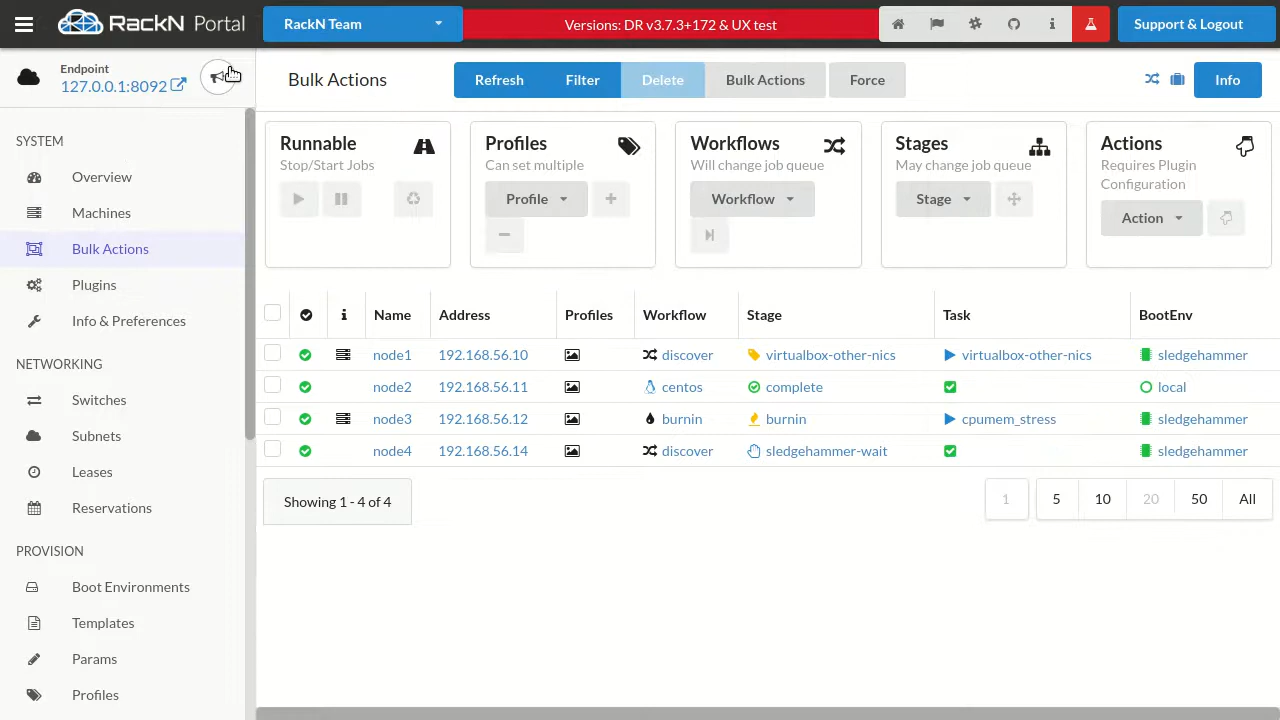 RACKN Portal
RackN Team
Versions: DR v3.7.3+172 & UX test
Support & Logout
Endpoint
127.0.0.1:8092
Bulk Actions
Refresh
Filter
Delete
Bulk Actions
Force
Info
SYSTEM
Overview
Machines
Bulk Actions
Plugins
Info & Preferences
NETWORKING
Switches
Subnets
Leases
Reservations
PROVISION
Boot Environments
Templates
Params
Profiles
Runnable
Stop/Start Jobs
Profiles
Can set multiple
Profile
Workflows
Will change job queue
Workflow
Stages
May change job queue
Stage
Actions
Requires Plugin
Configuration
Action
Name Address Profiles Workflow Stage Task BootEnv
node1 192.168.56.10 discover virtualbox-other-nics virtualbox-other-nics sledgehammer
node2 192.168.56.11 centos complete local
node3 192.168.56.12 burnin burnin cpumem_stress sledgehammer
node4 192.168.56.14 discover sledgehammer-wait sledgehammer
Showing 1 - 4 of 4
1 5 10 20 50 All